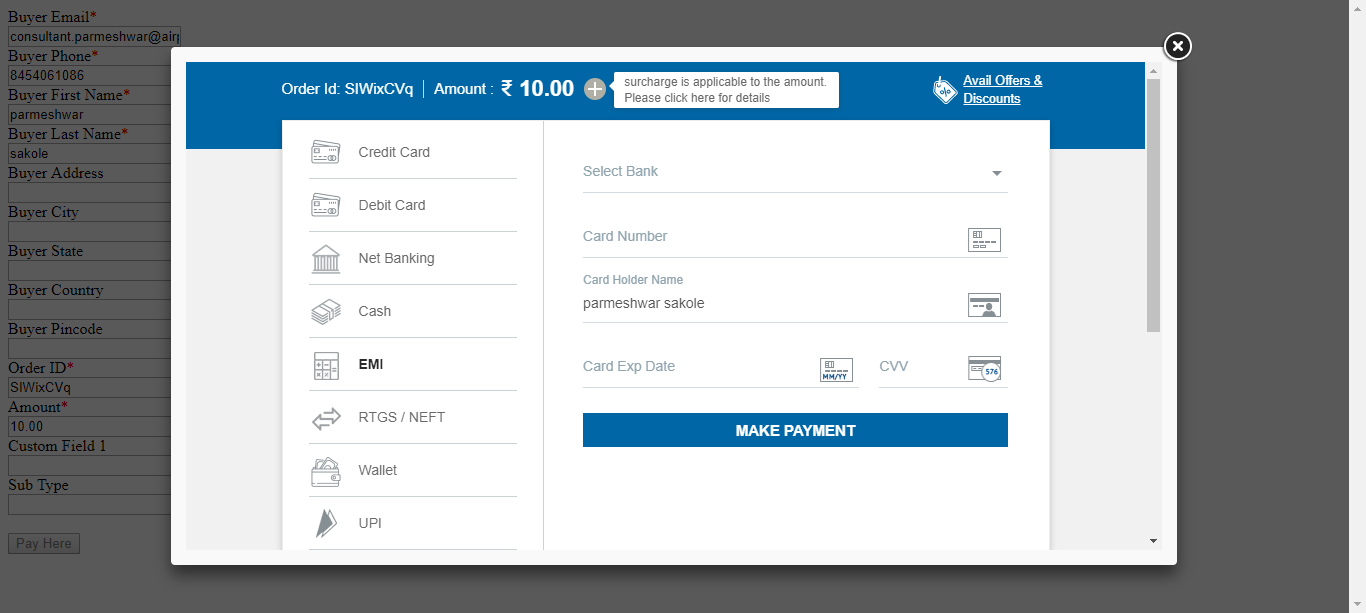 Buyer Email*
consultant.parmeshwar@air
Buyer Phone*
8454061086
Buyer First Name*
parmeshwar
Buyer Last Name*
sakole
Buyer Address
Buyer City
Buyer State
Buyer Country
Buyer Pincode
Order ID*
SIWixCVq
Amount*
10.00
Custom Field 1
Sub Type
Pay Here
Order Id: SIWixCVq
Amount : ₹ 10.00
surcharge is applicable to the amount.
Please click here for details
Avail Offers &
Discounts
Credit Card
Debit Card
Net Banking
Cash
EMI
RTGS / NEFT
Wallet
UPI
Select Bank
Card Number
Card Holder Name
parmeshwar sakole
Card Exp Date
MM/YY
CVV
576
MAKE PAYMENT